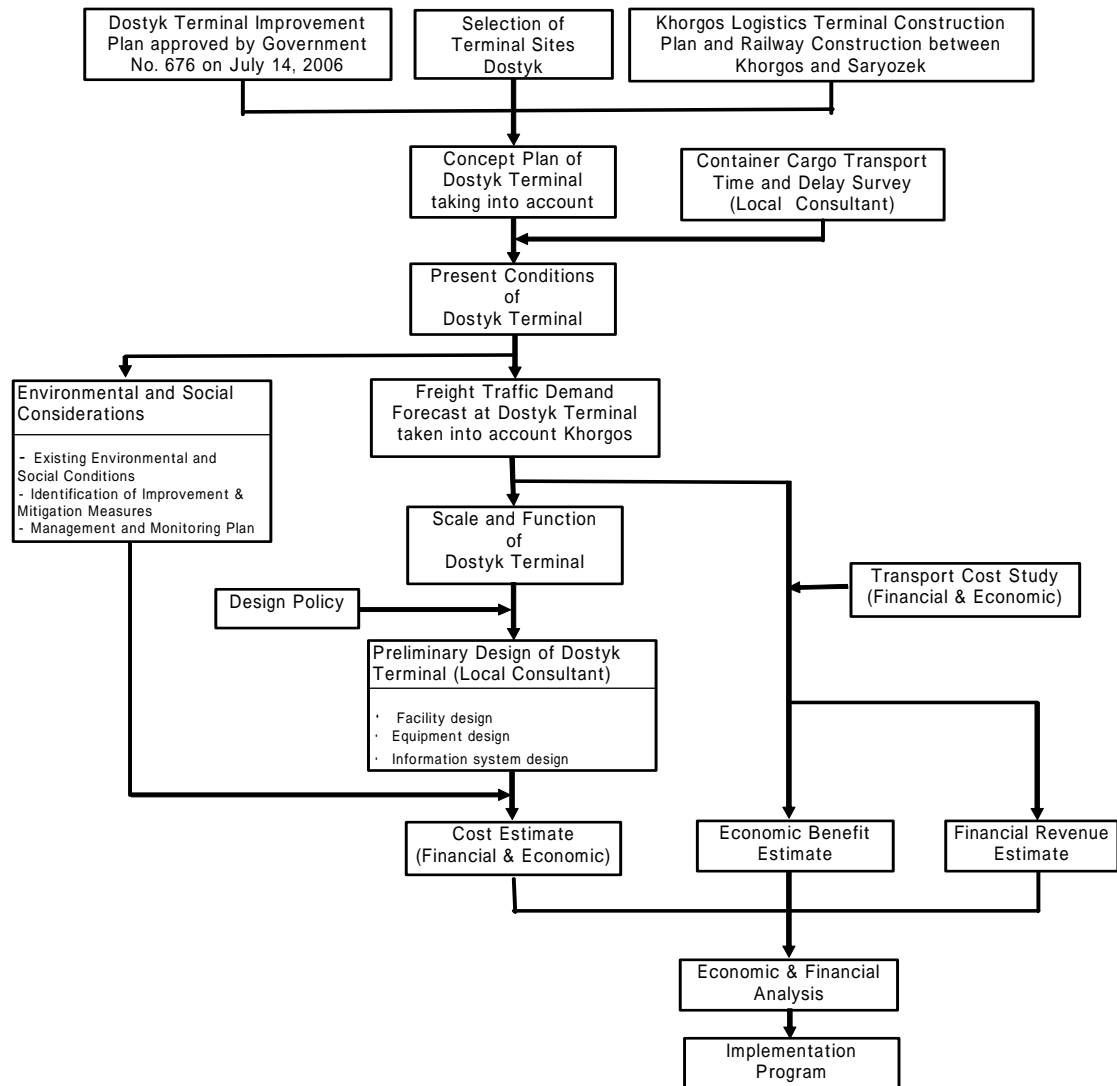 Dostyk Terminal Improvement
Plan approved by Government
No. 676 on July 14, 2006
Selection of
Terminal Sites
Dostyk
Khorgos Logistics Terminal Construction
Plan and Railway Construction between
Khorgos and Saryozek
Concept Plan of
Dostyk Terminal
taking into account
Container Cargo Transport
Time and Delay Survey
(Local Consultant)
Present Conditions
of
Dostyk Terminal
Environmental and Social
Considerations
- Existing Environmental and
Social Conditions
- Identification of Improvement &
Mitigation Measures
- Management and Monitoring Plan
Freight Traffic Demand
Forecast at Dostyk Terminal
taken into account Khorgos
Scale and Function
of
Dostyk Terminal
Transport Cost Study
(Financial & Economic)
Design Policy
Preliminary Design of Dostyk
Terminal (Local Consultant)
· Facility design
· Equipment design
· Information system design
Cost Estimate
(Financial & Economic)
Economic Benefit
Estimate
Financial Revenue
Estimate
Economic & Financial
Analysis
Implementation
Program